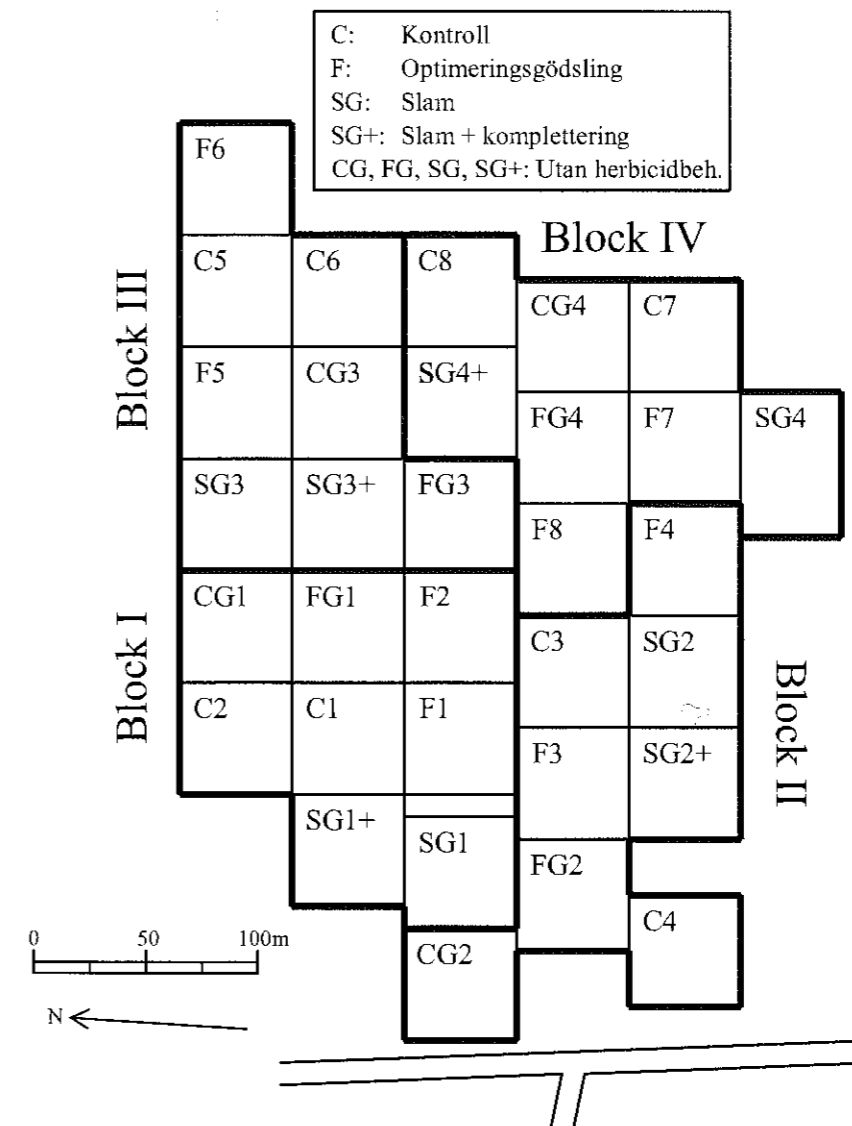 C: Kontroll
F: Optimeringsgödsling
SG: Slam
SG+: Slam + komplettering
CG, FG, SG, SG+: Utan herbicidbeh.
F6
Block IV
C5 C6 C8
CG4 C7
Block III
F5 CG3 SG4+
FG4 F7 SG4
SG3 SG3+ FG3
F8 F4
CG1 FG1 F2
Block I
C3 SG2
C2 C1 F1
Block II
F3 SG2+
SG1+ SG1
FG2
C4
CG2
0 50 100m
N